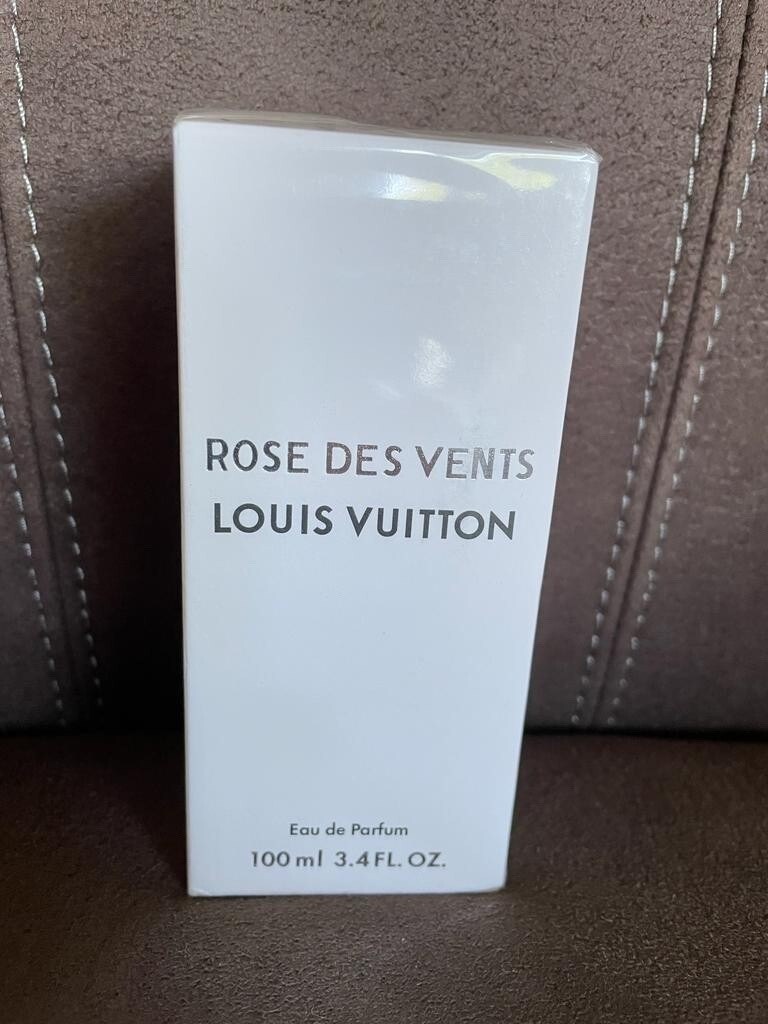 ROSE DES VENTS
LOUIS VUITTON
Eau de Parfum
100 ml 3.4 FL. OZ.